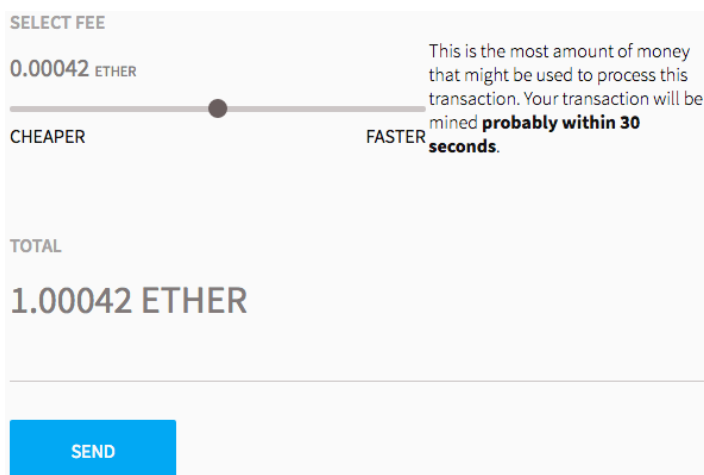 SELECT FEE
0.00042 ETHER
CHEAPER
FASTER
This is the most amount of money
that might be used to process this
transaction. Your transaction will be
mined probably within 30
seconds.
TOTAL
1.00042 ETHER
SEND